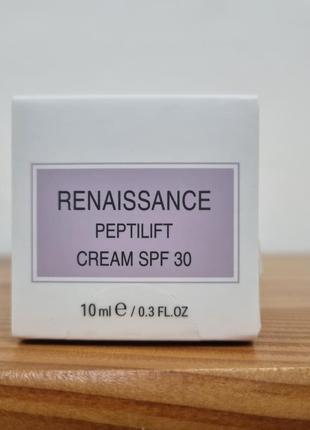 RENAISSANCE
PEPTILIFT
CREAM SPF 30
10 ml ℮ / 0.3 FL.OZ